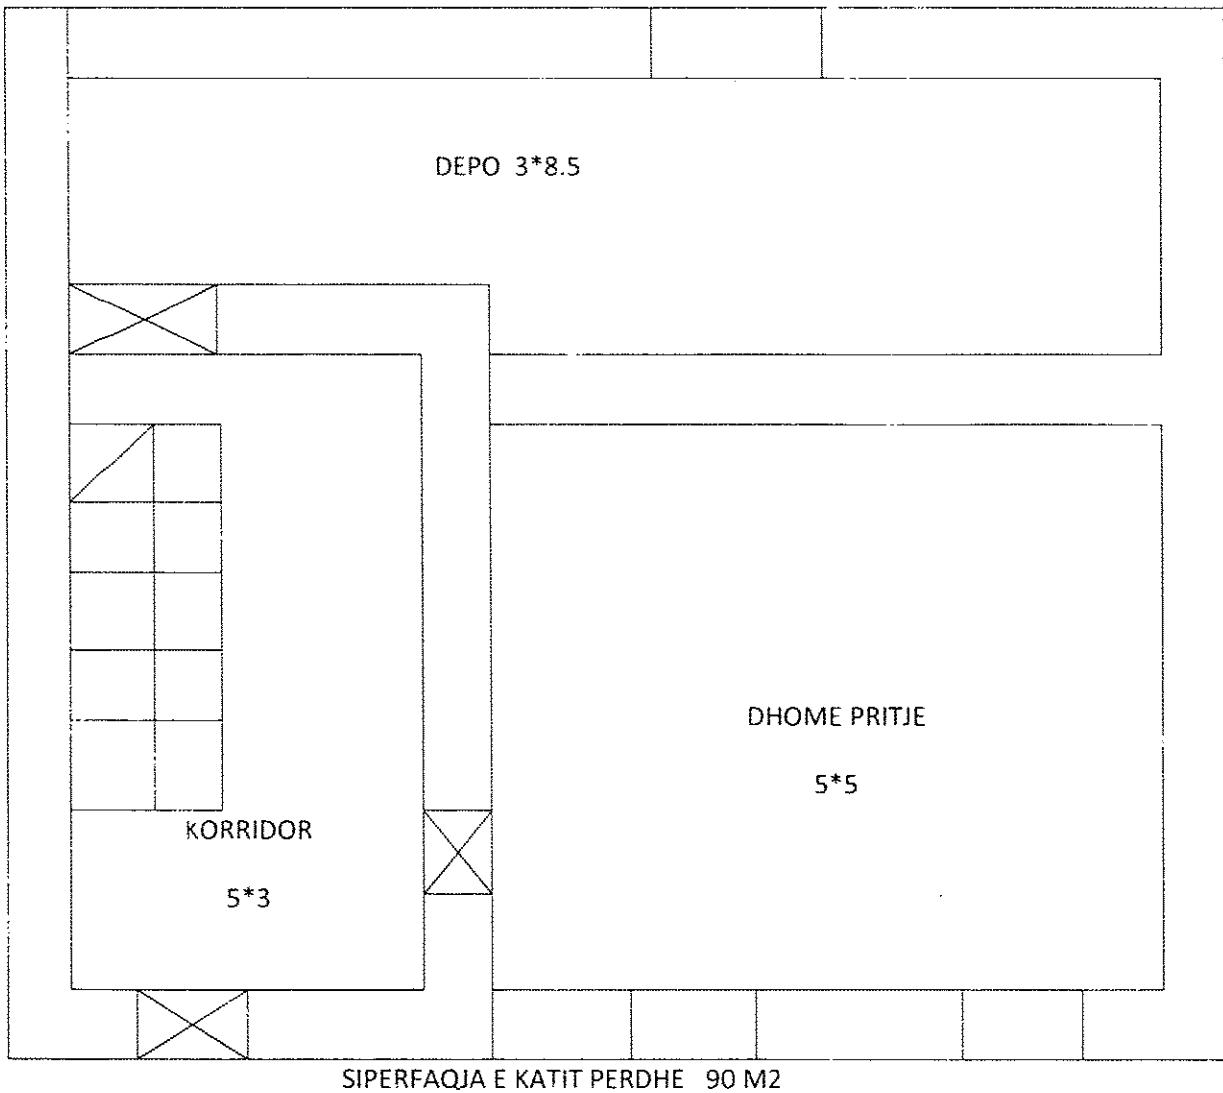 DEPO 3*8.5
DHOME PRITJE
5*5
KORRIDOR
5*3
SIPERFAQJA E KATIT PERDHE 90 M2